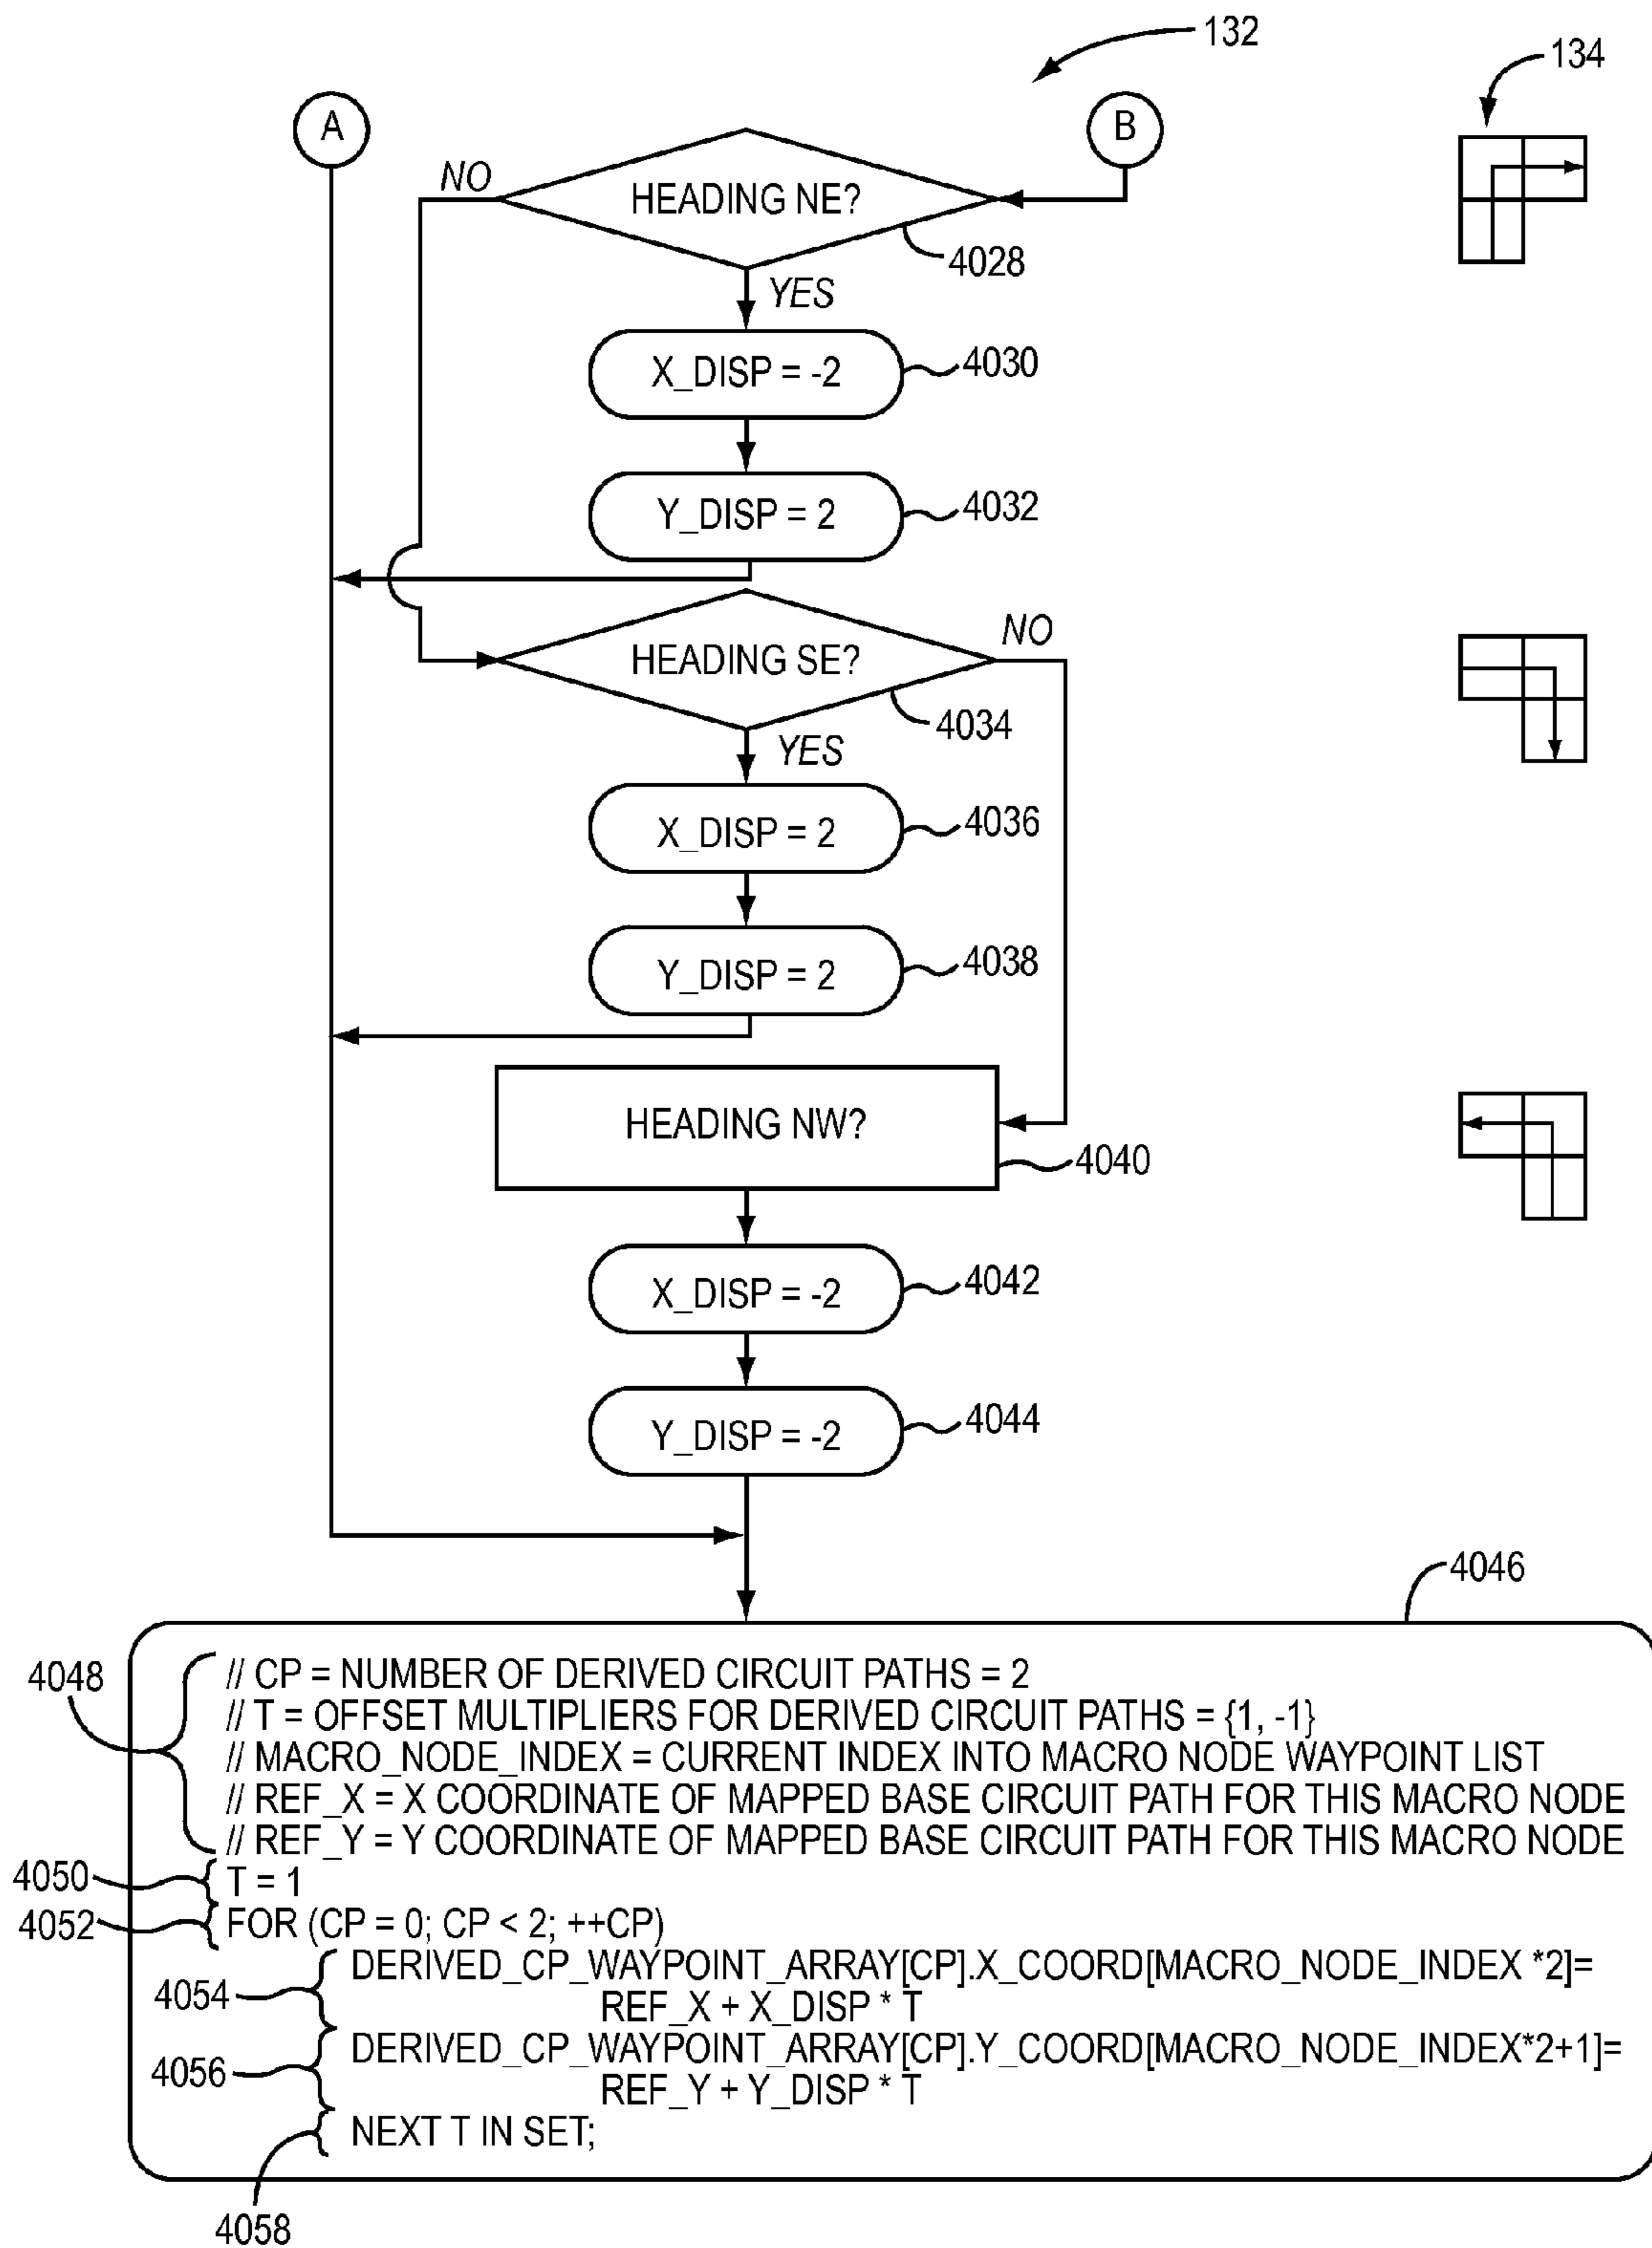 132
134
A
B
NO
HEADING NE?
4028
YES
X_DISP = -2
4030
Y_DISP = 2
4032
NO
HEADING SE?
4034
YES
X_DISP = 2
4036
Y_DISP = 2
4038
HEADING NW?
4040
X_DISP = -2
4042
Y_DISP = -2
4044
4046
4048
// CP = NUMBER OF DERIVED CIRCUIT PATHS = 2
// T = OFFSET MULTIPLIERS FOR DERIVED CIRCUIT PATHS = {1, -1}
// MACRO_NODE_INDEX = CURRENT INDEX INTO MACRO NODE WAYPOINT LIST
// REF_X = X COORDINATE OF MAPPED BASE CIRCUIT PATH FOR THIS MACRO NODE
// REF_Y = Y COORDINATE OF MAPPED BASE CIRCUIT PATH FOR THIS MACRO NODE
4050
T = 1
4052
FOR (CP = 0; CP < 2; ++CP)
4054
DERIVED_CP_WAYPOINT_ARRAY[CP].X_COORD[MACRO_NODE_INDEX *2]=
REF_X + X_DISP * T
4056
DERIVED_CP_WAYPOINT_ARRAY[CP].Y_COORD[MACRO_NODE_INDEX*2+1]=
REF_Y + Y_DISP * T
NEXT T IN SET;
4058